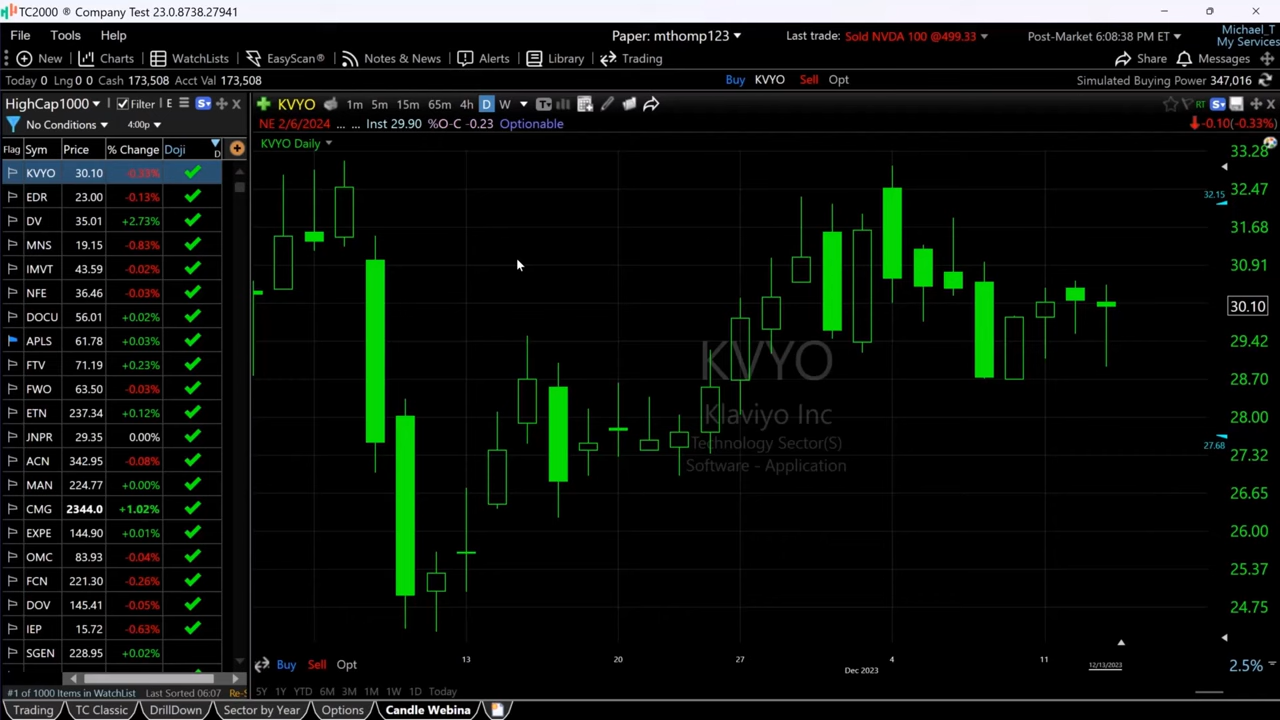 TC2000 ® Company Test 23.0.8738.27941
File Tools Help Paper: mthomp123 Last trade: Sold NVDA 100 @499.33 Post-Market 6:08:38 PM ET Michael_T
My Services
New Charts WatchLists EasyScan® Notes & News Alerts Library Trading Share Messages
Today 0 Lng 0 0 Cash 173,508 Acct Val 173,508 Buy KVYO Sell Opt Simulated Buying Power 347,016
HighCap1000 Filter E S KVYO 1m 5m 15m 65m 4h D W RT S
No Conditions 4:00p NE 2/6/2024 ... ... Inst 29.90 %O-C -0.23 Optionable -0.10(-0.33%)
KVYO Daily
Flag Sym Price % Change Doji D
KVYO 30.10 -0.33%
EDR 23.00 -0.13%
DV 35.01 +2.73%
MNS 19.15 -0.83%
IMVT 43.59 -0.02%
NFE 36.46 -0.03%
DOCU 56.01 +0.02%
APLS 61.78 +0.03%
FTV 71.19 +0.23%
FWO 63.50 -0.03%
ETN 237.34 +0.12%
JNPR 29.35 0.00%
ACN 342.95 -0.08%
MAN 224.77 +0.00%
CMG 2344.0 +1.02%
EXPE 144.90 +0.01%
OMC 83.93 -0.04%
FCN 221.30 -0.26%
DOV 145.41 -0.05%
IEP 15.72 -0.63%
SGEN 228.95 +0.02%
33.28
32.47
32.15
31.68
30.91
30.10
29.42
28.70
28.00
27.68
27.32
26.65
26.00
25.37
24.75
KVYO
Klaviyo Inc
Technology Sector(S)
Software - Application
13 20 27 4 11 12/13/2023
Dec 2023
Buy Sell Opt 2.5%
5Y 1Y YTD 6M 3M 1M 1W 1D Today
#1 of 1000 Items in WatchList Last Sorted 06:07 Re-S
Trading TC Classic DrillDown Sector by Year Options Candle Webina